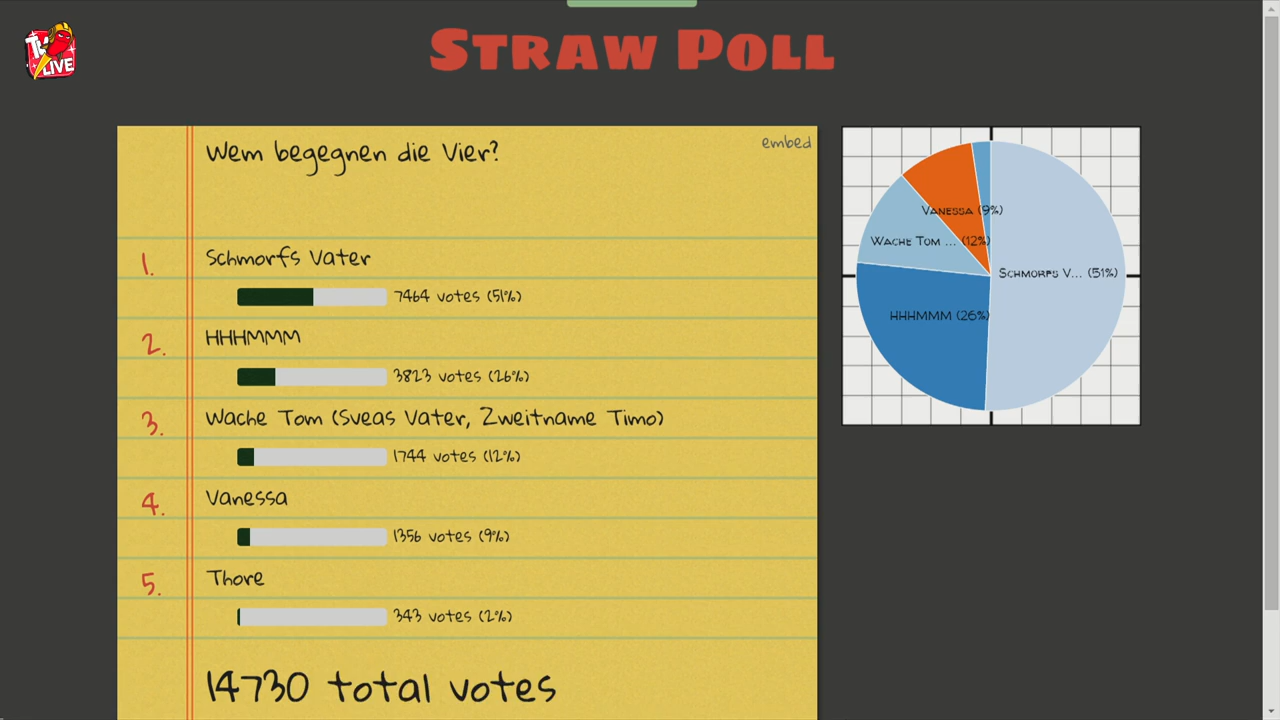 LIVE
STRAW POLL
Wem begegnen die Vier?
embed
1. Schmorfs Vater
7464 votes (51%)
2. HHHMMM
3823 votes (26%)
3. Wache Tom (Sveas Vater, Zweitname Timo)
1744 votes (12%)
4. Vanessa
1356 votes (9%)
5. Thore
343 votes (2%)
14730 total votes
VANESSA (9%)
WACHE TOM ... (12%)
SCHMORFS V... (51%)
HHHMMM (26%)